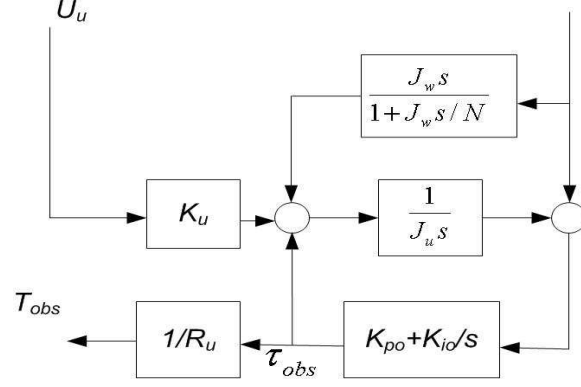 U_u
J_w s
1 + J_w s / N
K_u
1
J_u s
T_obs
1/R_u
τ_obs
K_po+K_io/s